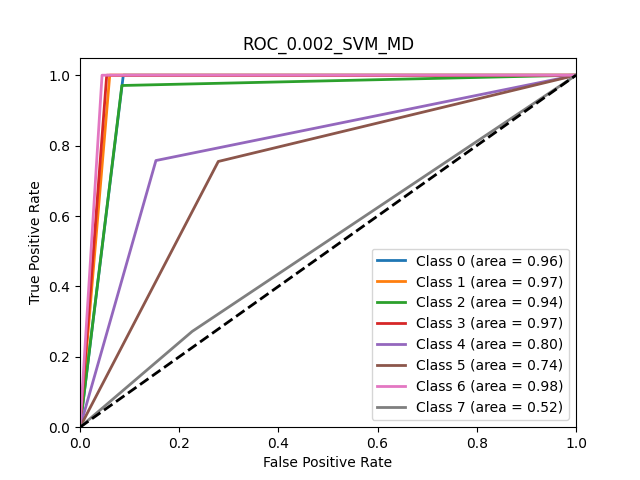 ROC_0.002_SVM_MD
1.0
0.8
0.6
0.4
0.2
0.0
True Positive Rate
Class 0 (area = 0.96)
Class 1 (area = 0.97)
Class 2 (area = 0.94)
Class 3 (area = 0.97)
Class 4 (area = 0.80)
Class 5 (area = 0.74)
Class 6 (area = 0.98)
Class 7 (area = 0.52)
0.0 0.2 0.4 0.6 0.8 1.0
False Positive Rate